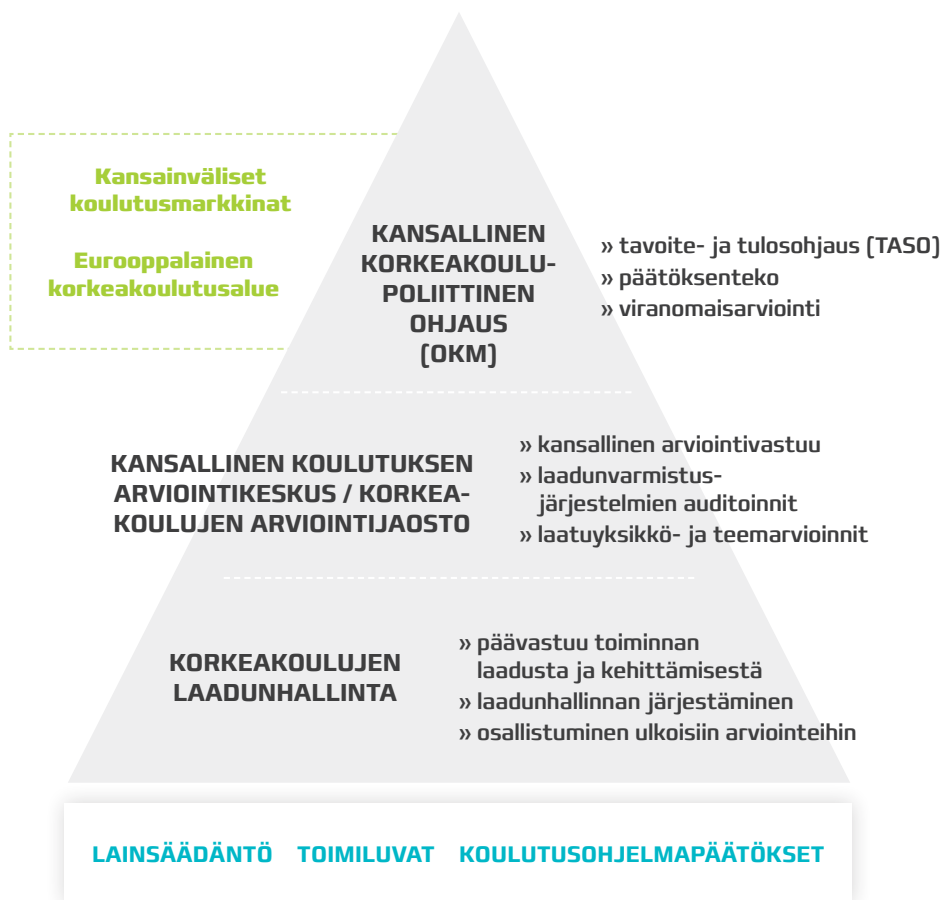 Kansainväliset
koulutusmarkkinat
Eurooppalainen
korkeakoulutusalue
KANSALLINEN
KORKEAKOULU-
POLIITTINEN
OHJAUS
(OKM)
» tavoite- ja tulosohjaus (TASO)
» päätöksenteko
» viranomaisarviointi
KANSALLINEN KOULUTUKSEN
ARVIOINTIKESKUS / KORKEA-
KOULUJEN ARVIOINTIJAOSTO
» kansallinen arviointivastuu
» laadunvarmistus-
järjestelmien auditoinnit
» laatuyksikkö- ja teemarvioinnit
KORKEAKOULUJEN
LAADUNHALLINTA
» päävastuu toiminnan
laadusta ja kehittämisestä
» laadunhallinnan järjestäminen
» osallistuminen ulkoisiin arviointeihin
LAINSÄÄDÄNTÖ TOIMILUVAT KOULUTUSOHJELMAPÄÄTÖKSET